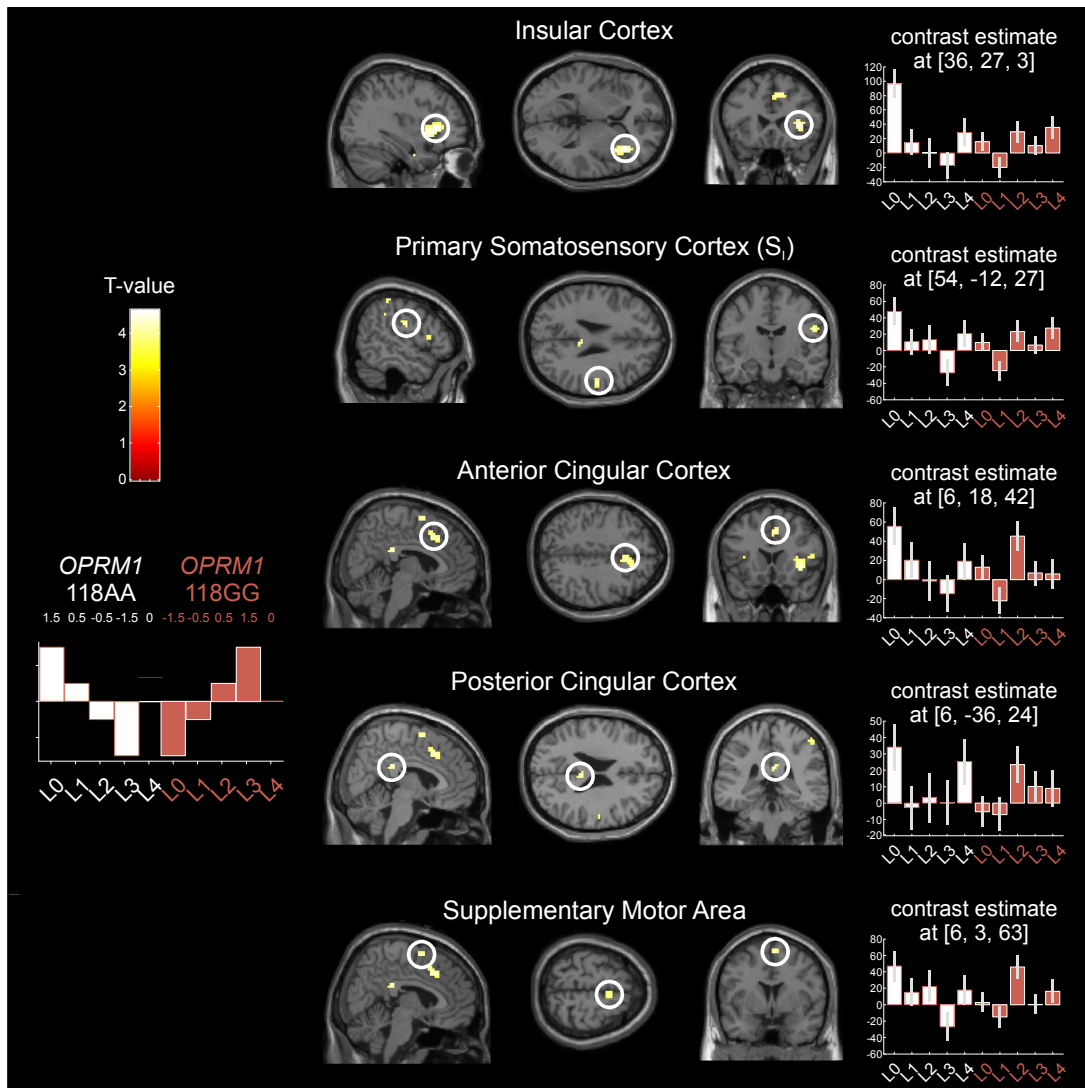 Insular Cortex
contrast estimate
at [36, 27, 3]
120
100
80
60
40
20
0
-20
-40
L0 L1 L2 L3 L4 L0 L1 L2 L3 L4
Primary Somatosensory Cortex (SI)
contrast estimate
at [54, -12, 27]
80
60
40
20
0
-20
-40
-60
L0 L1 L2 L3 L4 L0 L1 L2 L3 L4
T-value
4
3
2
1
0
Anterior Cingular Cortex
contrast estimate
at [6, 18, 42]
80
60
40
20
0
-20
-40
L0 L1 L2 L3 L4 L0 L1 L2 L3 L4
OPRM1 OPRM1
118AA 118GG
1.5 0.5 -0.5 -1.5 0 -1.5 -0.5 0.5 1.5 0
L0 L1 L2 L3 L4 L0 L1 L2 L3 L4
Posterior Cingular Cortex
contrast estimate
at [6, -36, 24]
50
40
30
20
10
0
-10
-20
L0 L1 L2 L3 L4 L0 L1 L2 L3 L4
Supplementary Motor Area
contrast estimate
at [6, 3, 63]
80
60
40
20
0
-20
-40
-60
L0 L1 L2 L3 L4 L0 L1 L2 L3 L4